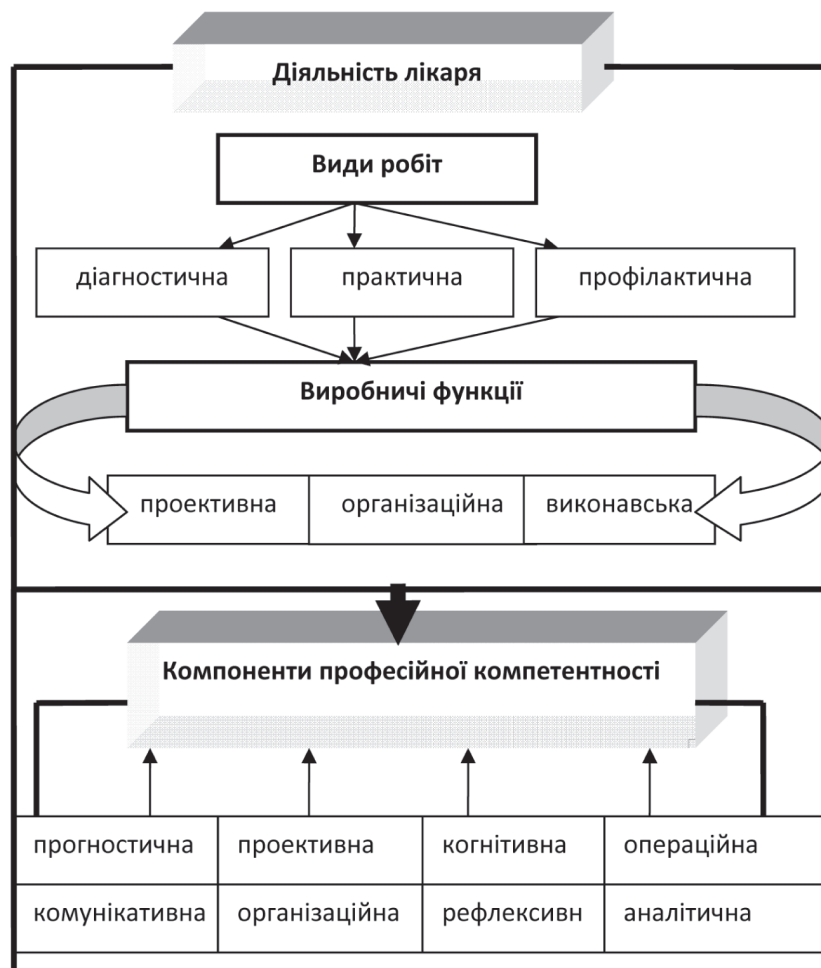 Діяльність лікаря
Види робіт
діагностична практична профілактична
Виробничі функції
проективна організаційна виконавська
Компоненти професійної компетентності
прогностична проективна когнітивна операційна
комунікативна організаційна рефлексивн аналітична